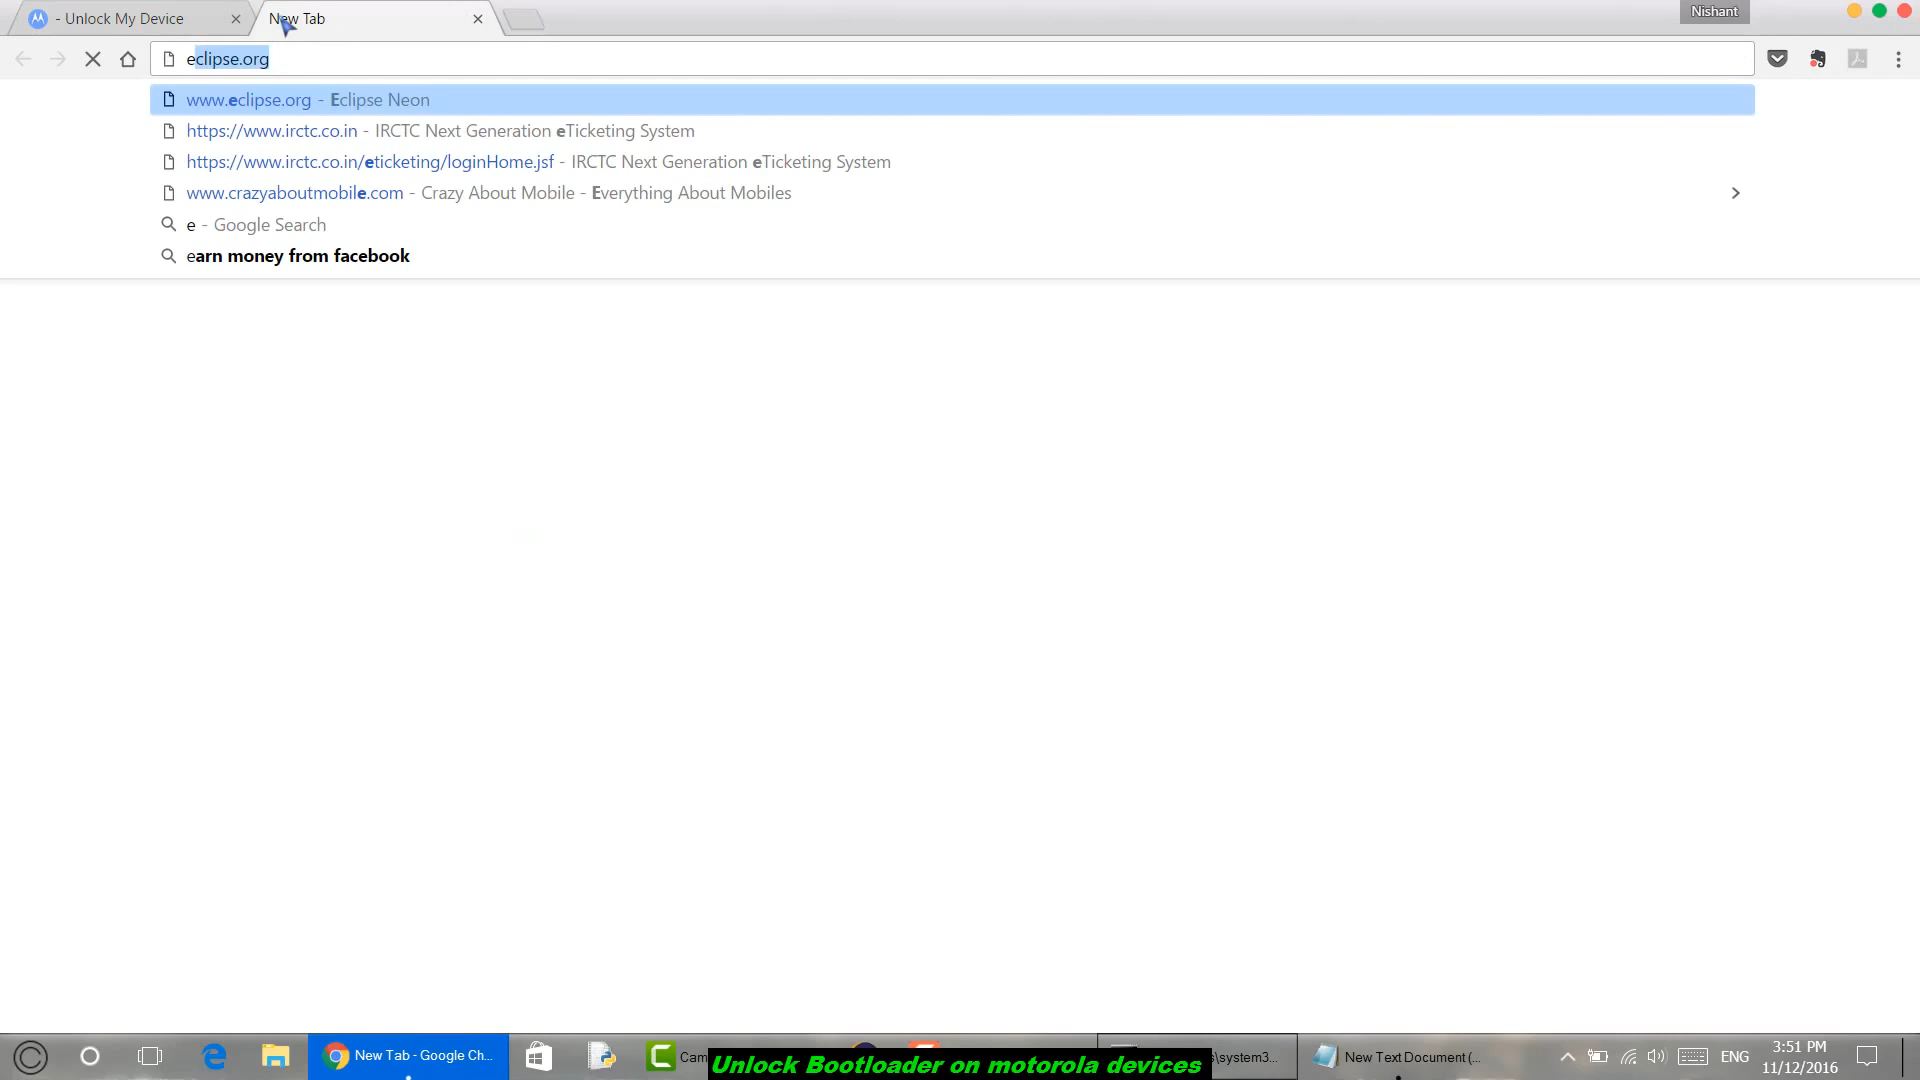 - Unlock My Device
New Tab
Nishant
eclipse.org
www.eclipse.org - Eclipse Neon
https://www.irctc.co.in - IRCTC Next Generation eTicketing System
https://www.irctc.co.in/eticketing/loginHome.jsf - IRCTC Next Generation eTicketing System
www.crazyaboutmobile.com - Crazy About Mobile - Everything About Mobiles
e - Google Search
earn money from facebook
New Tab - Google Ch...
Cam
Unlock Bootloader on motorola devices
s\system3...
New Text Document (...
ENG
3:51 PM
11/12/2016